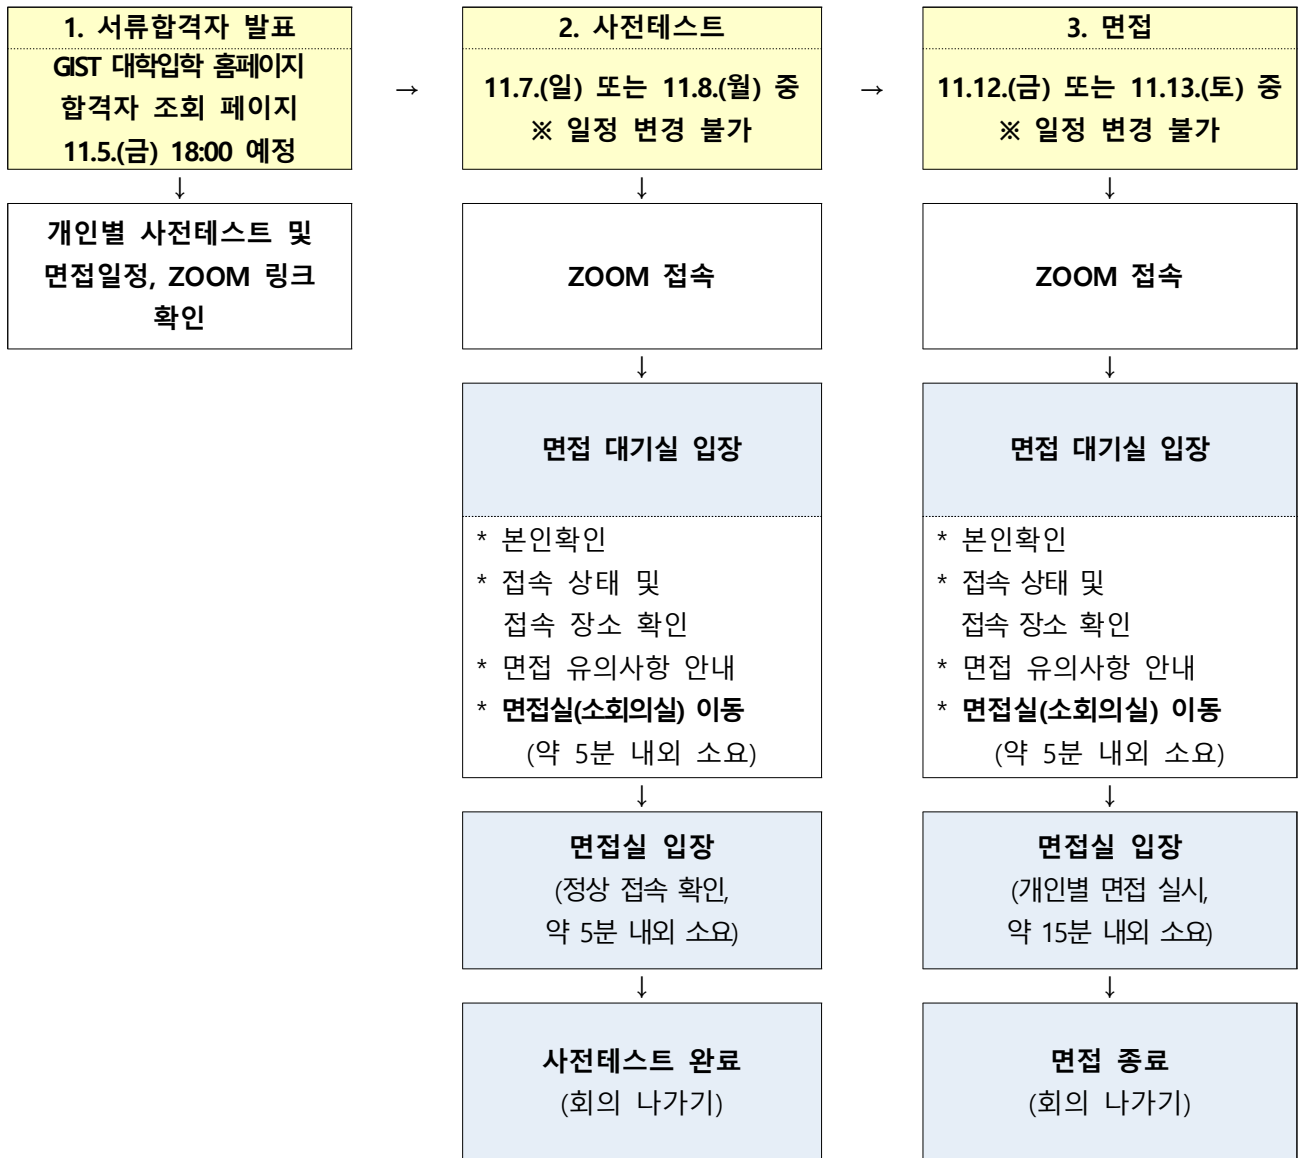 1. 서류합격자 발표
GIST 대학입학 홈페이지
합격자 조회 페이지
11.5.(금) 18:00 예정
↓
개인별 사전테스트 및
면접일정, ZOOM 링크
확인
→
2. 사전테스트
11.7.(일) 또는 11.8.(월) 중
※ 일정 변경 불가
↓
ZOOM 접속
↓
면접 대기실 입장
* 본인확인
* 접속 상태 및
접속 장소 확인
* 면접 유의사항 안내
* 면접실(소회의실) 이동
(약 5분 내외 소요)
↓
면접실 입장
(정상 접속 확인,
약 5분 내외 소요)
↓
사전테스트 완료
(회의 나가기)
→
3. 면접
11.12.(금) 또는 11.13.(토) 중
※ 일정 변경 불가
↓
ZOOM 접속
↓
면접 대기실 입장
* 본인확인
* 접속 상태 및
접속 장소 확인
* 면접 유의사항 안내
* 면접실(소회의실) 이동
(약 5분 내외 소요)
↓
면접실 입장
(개인별 면접 실시,
약 15분 내외 소요)
↓
면접 종료
(회의 나가기)